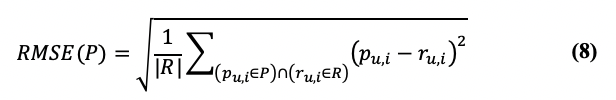 RMSE(P) = √(1/|R| ∑_(p_{u,i}∈P)∩(r_{u,i}∈R) (p_{u,i} − r_{u,i})²) (8)